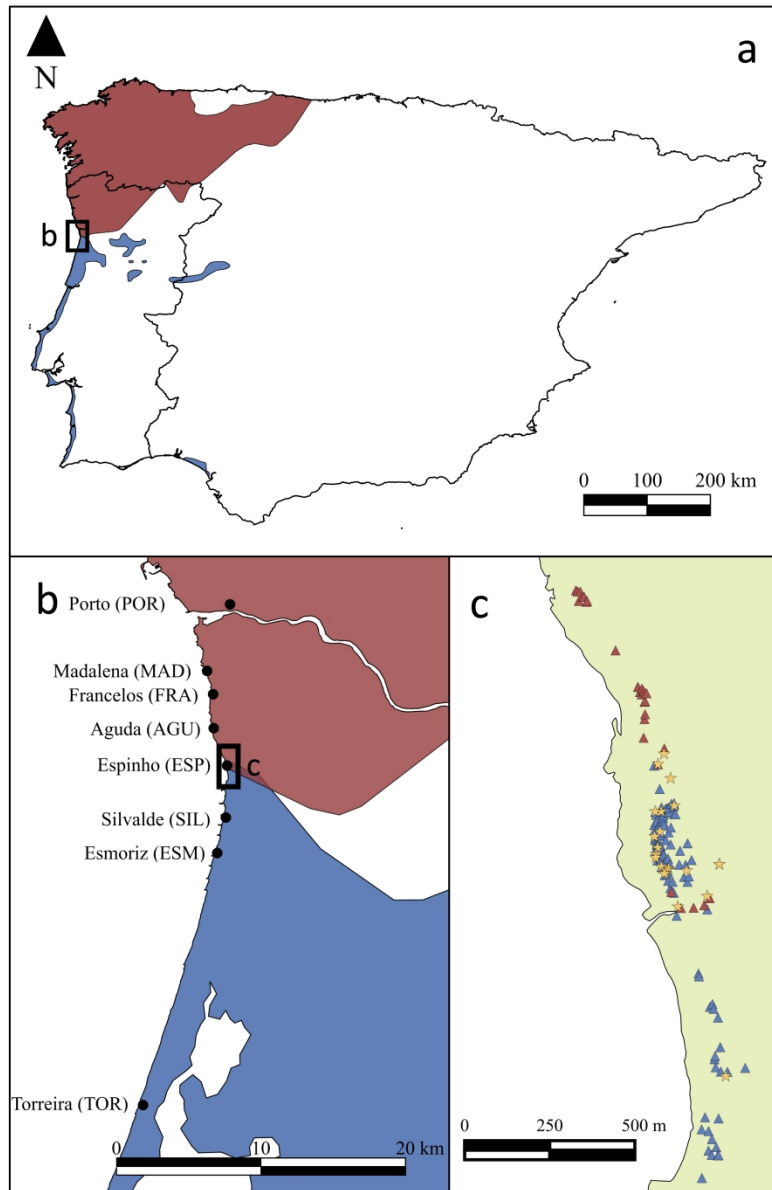 a
N
b
0 100 200 km
b
Porto (POR)
Madalena (MAD)
Francelos (FRA)
Aguda (AGU)
Espinho (ESP)
c
Silvalde (SIL)
Esmoriz (ESM)
Torreira (TOR)
0 10 20 km
c
0 250 500 m